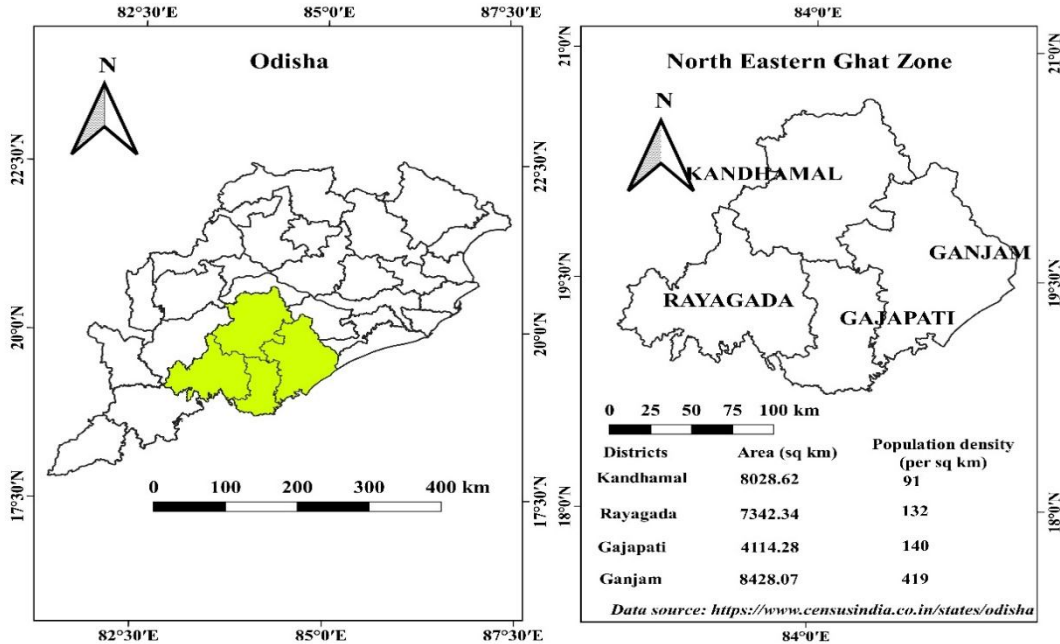 82°30′E 85°0′E 87°30′E
Odisha
N
22°30′N 22°30′N
20°0′N 20°0′N
17°30′N 17°30′N
0 100 200 300 400 km
82°30′E 85°0′E 87°30′E
84°0′E
21°0′N 21°0′N
North Eastern Ghat Zone
N
KANDHAMAL
GANJAM
19°30′N 19°30′N
RAYAGADA
GAJAPATI
0 25 50 75 100 km
Districts Area (sq km) Population density
(per sq km)
Kandhamal 8028.62 91
Rayagada 7342.34 132
18°0′N 18°0′N
Gajapati 4114.28 140
Ganjam 8428.07 419
Data source: https://www.censusindia.co.in/states/odisha
84°0′E